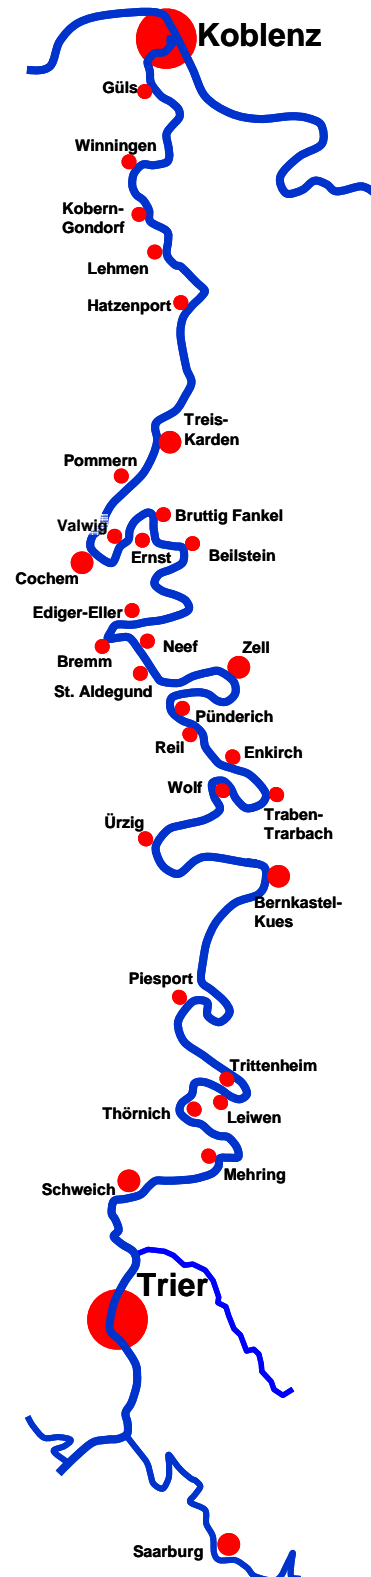 Koblenz
Güls
Winningen
Kobern-
Gondorf
Lehmen
Hatzenport
Treis-
Karden
Pommern
Bruttig Fankel
Valwig
Ernst
Beilstein
Cochem
Ediger-Eller
Neef
Zell
Bremm
St. Aldegund
Pünderich
Reil
Enkirch
Wolf
Traben-
Trarbach
Ürzig
Bernkastel-
Kues
Piesport
Trittenheim
Thörnich
Leiwen
Mehring
Schweich
Trier
Saarburg